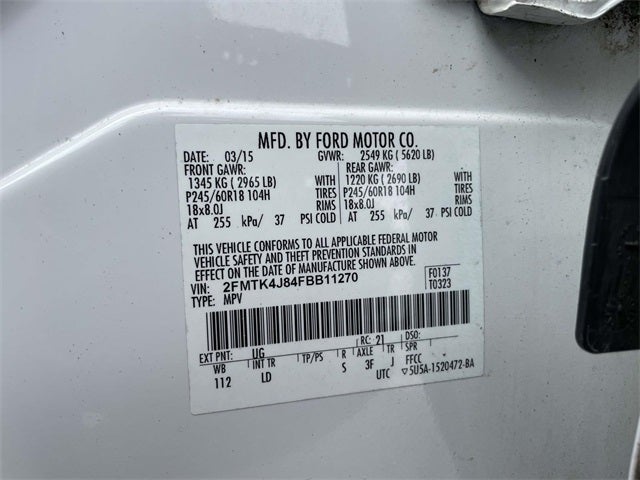 MFD. BY FORD MOTOR CO.
DATE: 03/15 GVWR: 2549 KG ( 5620 LB)
FRONT GAWR: REAR GAWR:
1345 KG ( 2965 LB) WITH 1220 KG ( 2690 LB) WITH
P245/60R18 104H TIRES P245/60R18 104H TIRES
18x8.0J RIMS 18x8.0J RIMS
AT 255 kPa/ 37 PSI COLD AT 255 kPa/ 37 PSI COLD
THIS VEHICLE CONFORMS TO ALL APPLICABLE FEDERAL MOTOR
VEHICLE SAFETY AND BUMPER AND THEFT PREVENTION STANDARDS IN
EFFECT ON THE DATE OF MANUFACTURE SHOWN ABOVE.
VIN: 2FMTK4J84FBB11270 F0137
TYPE: MPV T0323
EXT PNT: UG RC: 21 DSO:
WB INT TR TP/PS R AXLE TR SPR
112 LD S 3F J FFCC
UTC ▽5U5A-1520472-BA